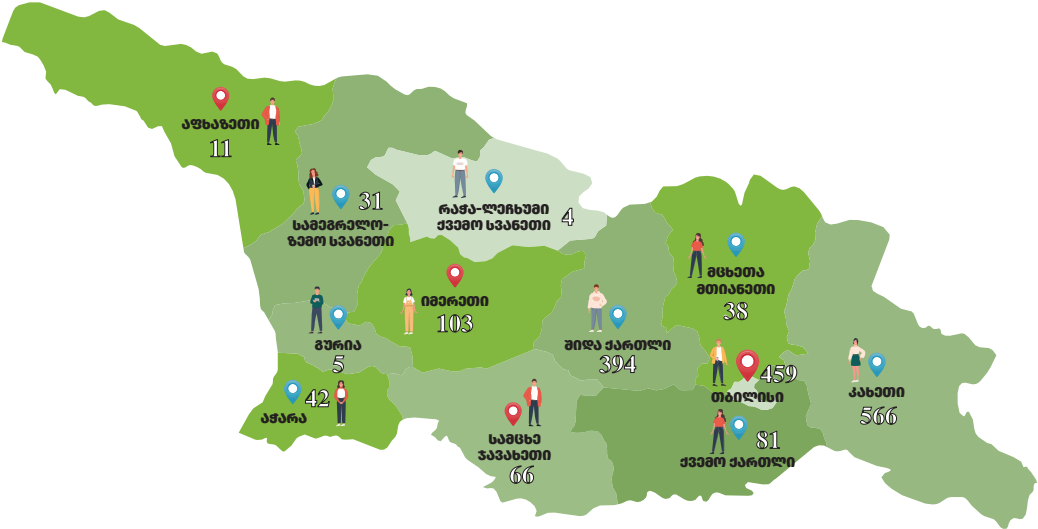 აფხაზეთი
11
31
სამეგრელო-
ზემო სვანეთი
რაჭა-ლეჩხუმი
ქვემო სვანეთი
4
მცხეთა
მთიანეთი
38
იმერეთი
103
გურია
5
შიდა ქართლი
394
459
თბილისი
კახეთი
566
42
აჭარა
სამცხე
ჯავახეთი
66
81
ქვემო ქართლი